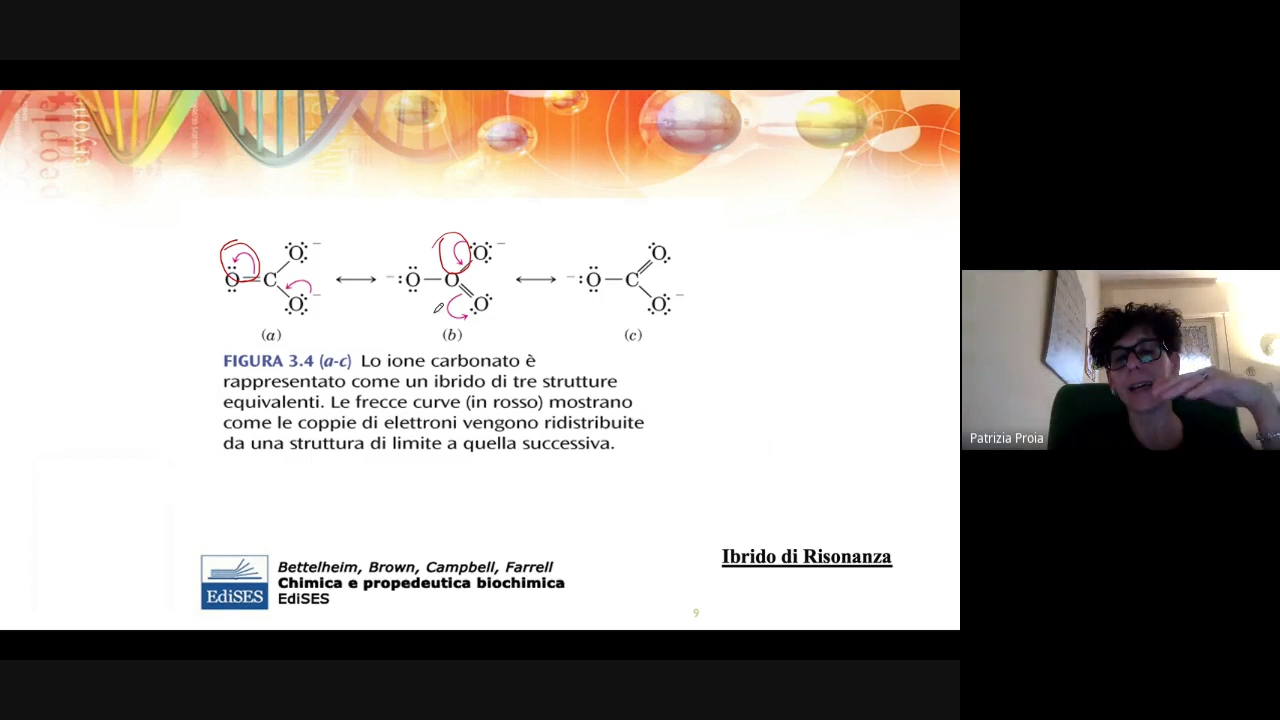 people
eryone
:Ö: −
Ö=C
:Ö: −
− :Ö—C
:Ö: −
Ö:
− :Ö—C
Ö:
:Ö: −
(a)
(b)
(c)
FIGURA 3.4 (a-c) Lo ione carbonato è
rappresentato come un ibrido di tre strutture
equivalenti. Le frecce curve (in rosso) mostrano
come le coppie di elettroni vengono ridistribuite
da una struttura di limite a quella successiva.
Ibrido di Risonanza
Bettelheim, Brown, Campbell, Farrell
Chimica e propedeutica biochimica
EdiSES
EdiSES
9
Patrizia Proia